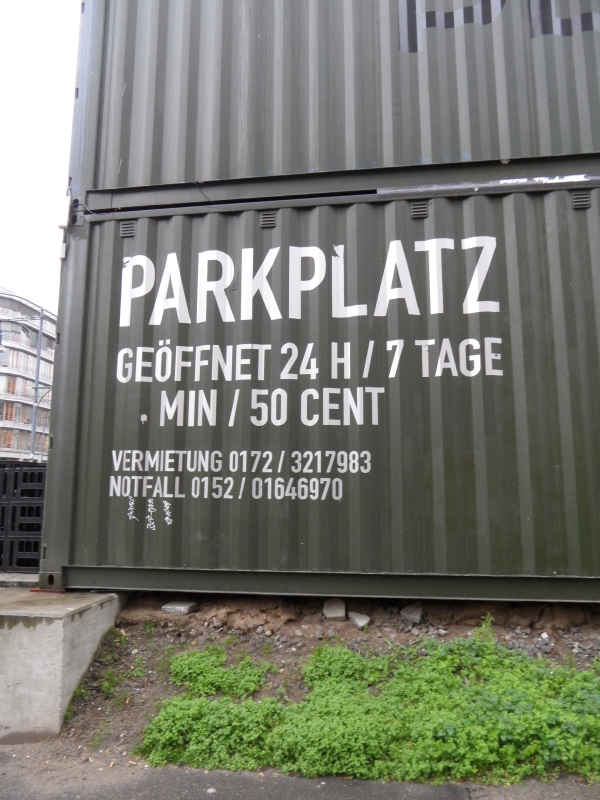 PARKPLATZ
GEÖFFNET 24 H / 7 TAGE
MIN / 50 CENT
VERMIETUNG 0172 / 3217983
NOTFALL 0152 / 01646970